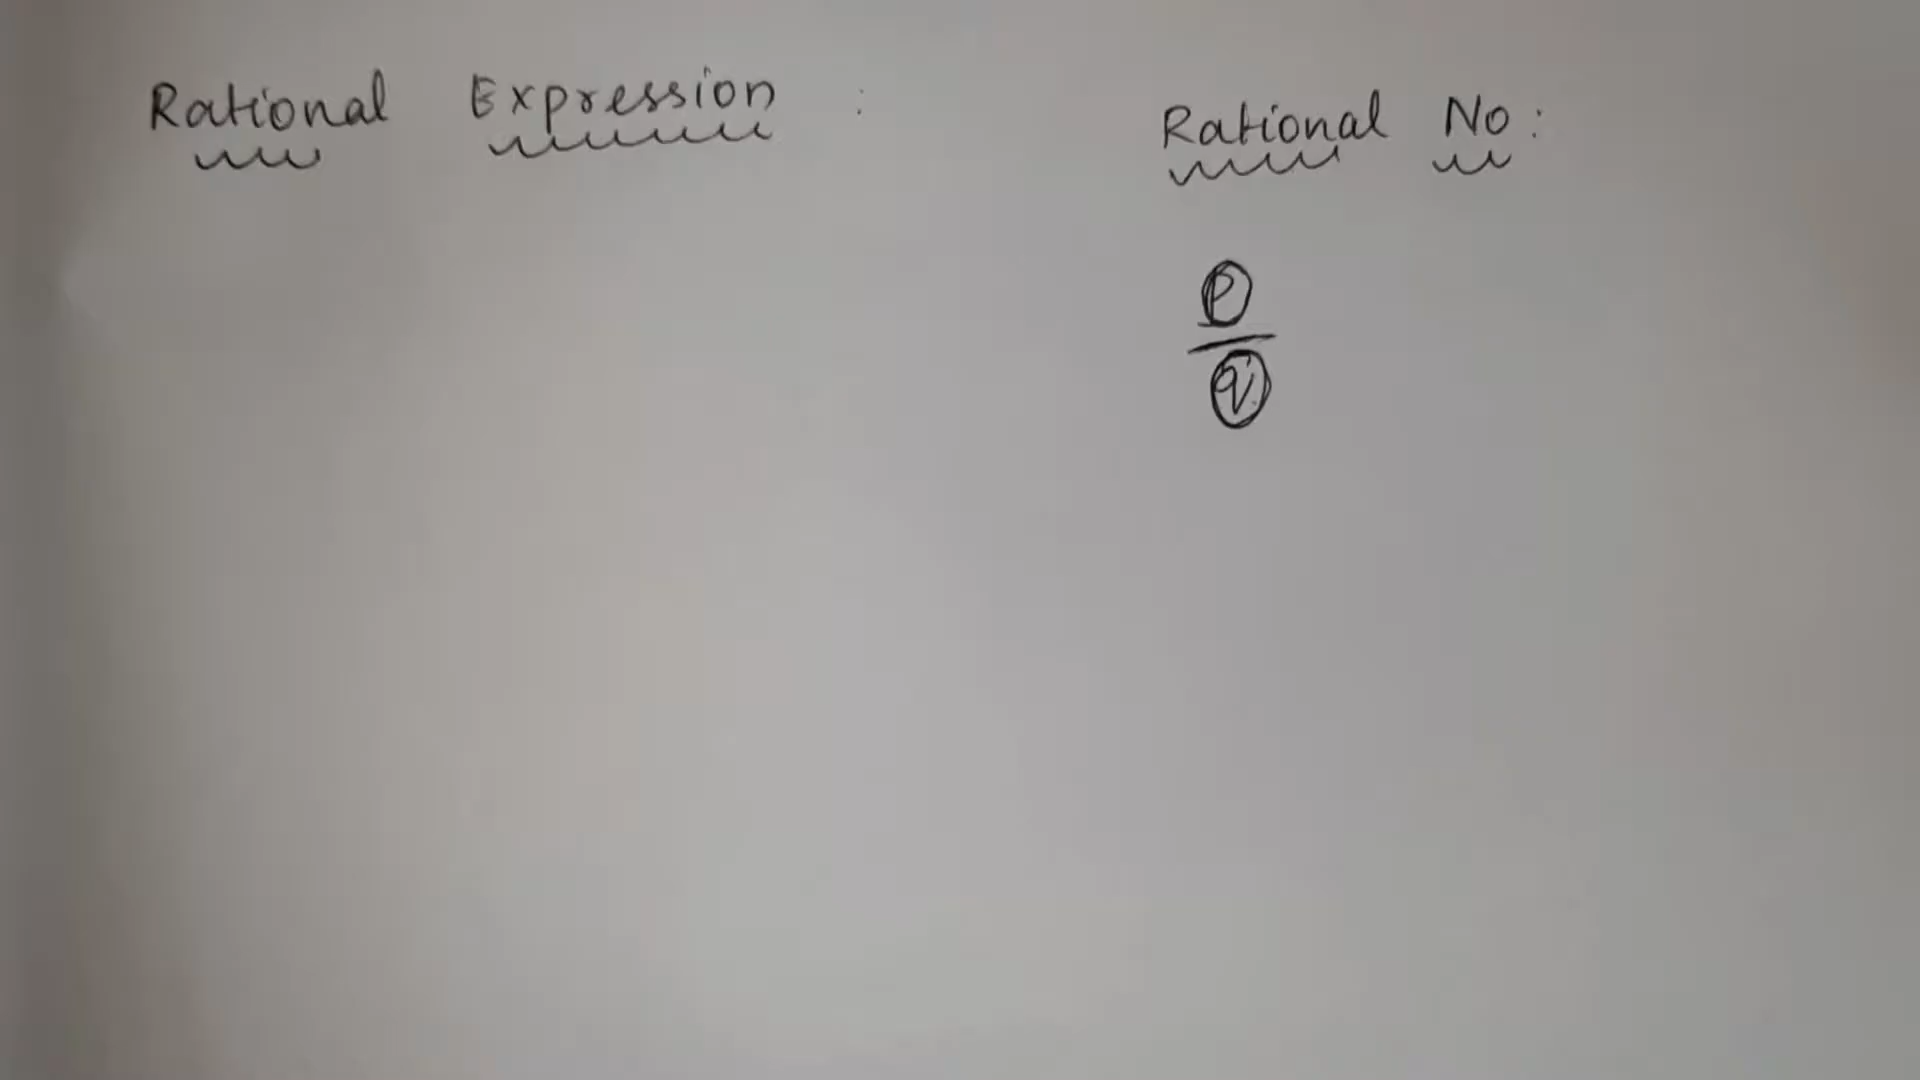 Rational Expression :
Rational No :
p
q